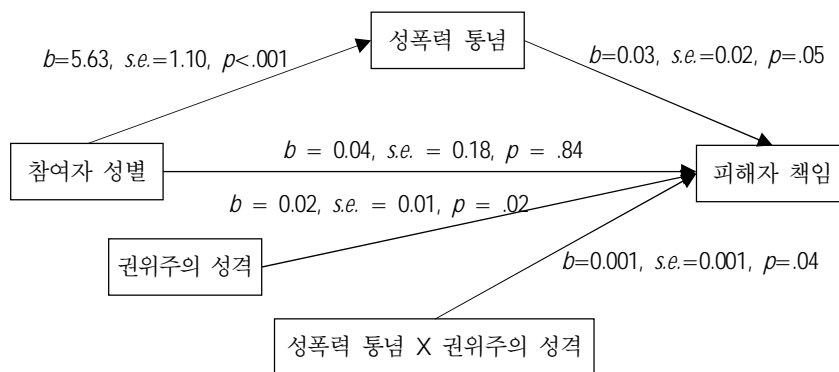 성폭력 통념
b=5.63, s.e.=1.10, p<.001
b=0.03, s.e.=0.02, p=.05
참여자 성별
b = 0.04, s.e. = 0.18, p = .84
피해자 책임
b = 0.02, s.e. = 0.01, p = .02
권위주의 성격
b=0.001, s.e.=0.001, p=.04
성폭력 통념 X 권위주의 성격